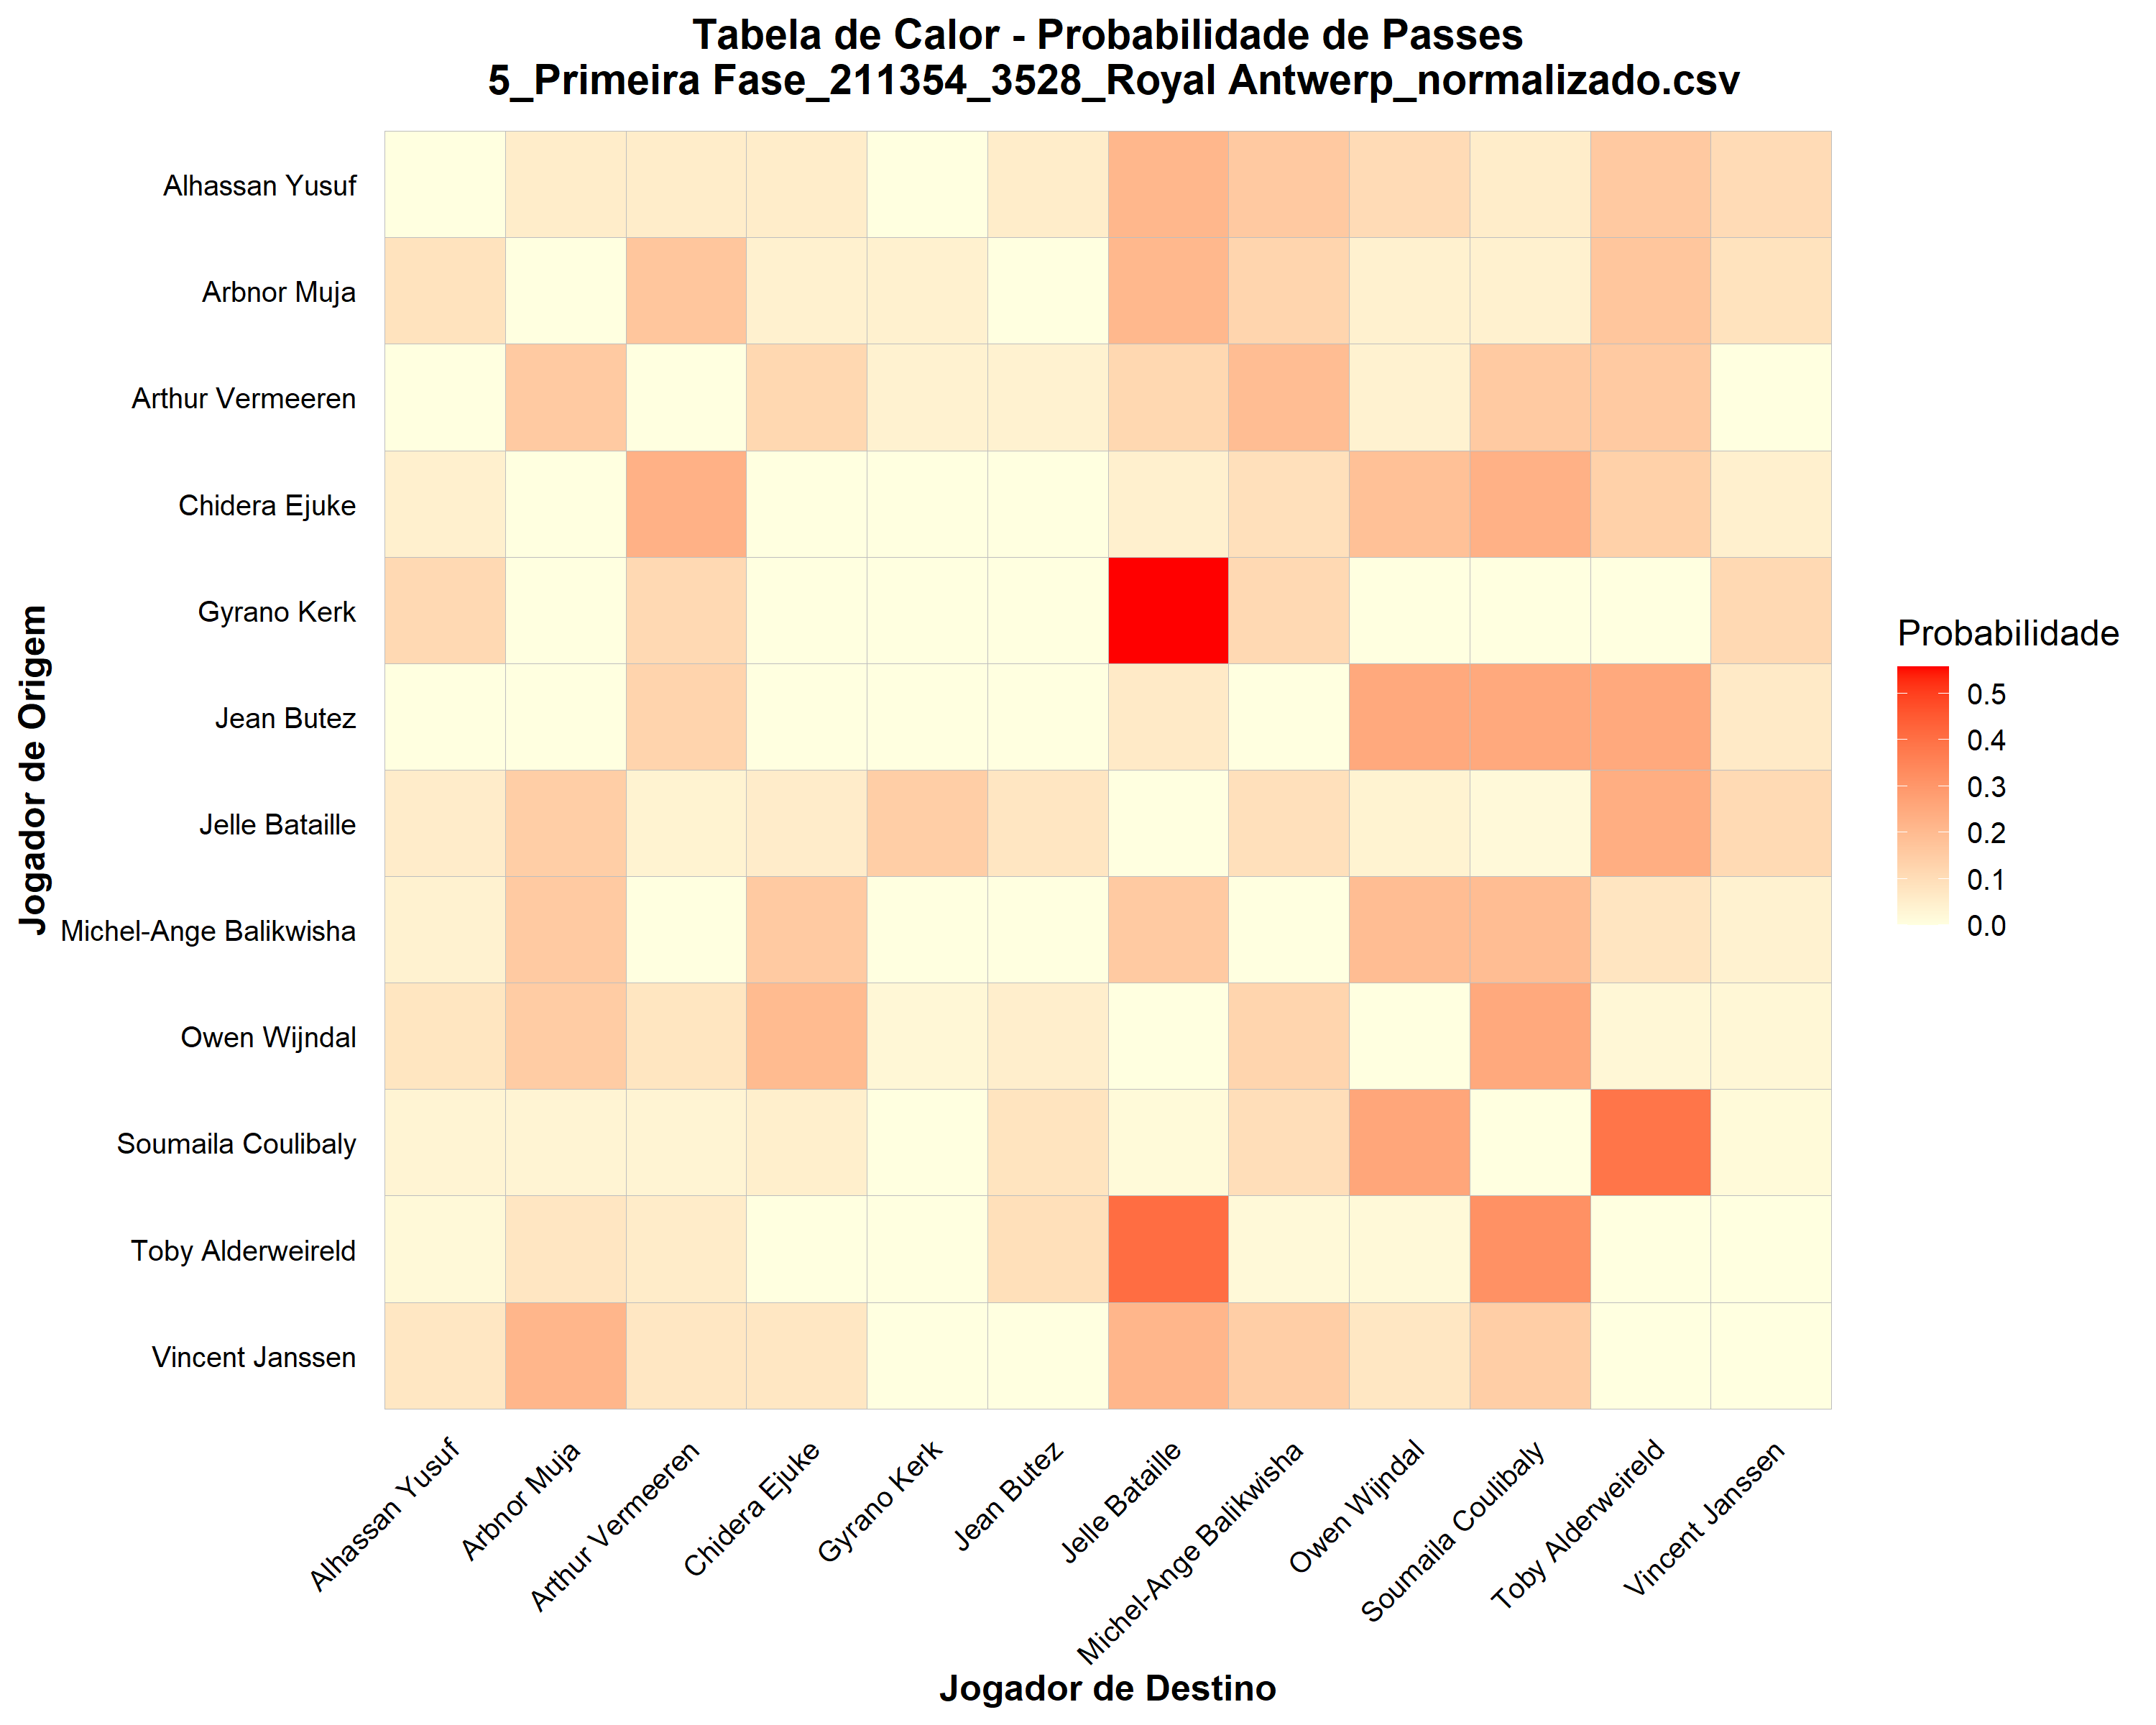 Tabela de Calor - Probabilidade de Passes
5_Primeira Fase_211354_3528_Royal Antwerp_normalizado.csv
Jogador de Origem
Alhassan Yusuf
Arbnor Muja
Arthur Vermeeren
Chidera Ejuke
Gyrano Kerk
Jean Butez
Jelle Bataille
Michel-Ange Balikwisha
Owen Wijndal
Soumaila Coulibaly
Toby Alderweireld
Vincent Janssen
Alhassan Yusuf
Arbnor Muja
Arthur Vermeeren
Chidera Ejuke
Gyrano Kerk
Jean Butez
Jelle Bataille
Michel-Ange Balikwisha
Owen Wijndal
Soumaila Coulibaly
Toby Alderweireld
Vincent Janssen
Jogador de Destino
Probabilidade
0.5
0.4
0.3
0.2
0.1
0.0